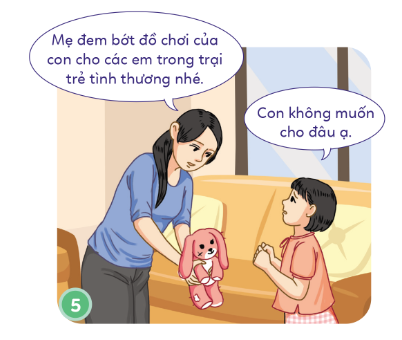 Mẹ đem bớt đồ chơi của
con cho các em trong trại
trẻ tình thương nhé.
Con không muốn
cho đâu ạ.
5